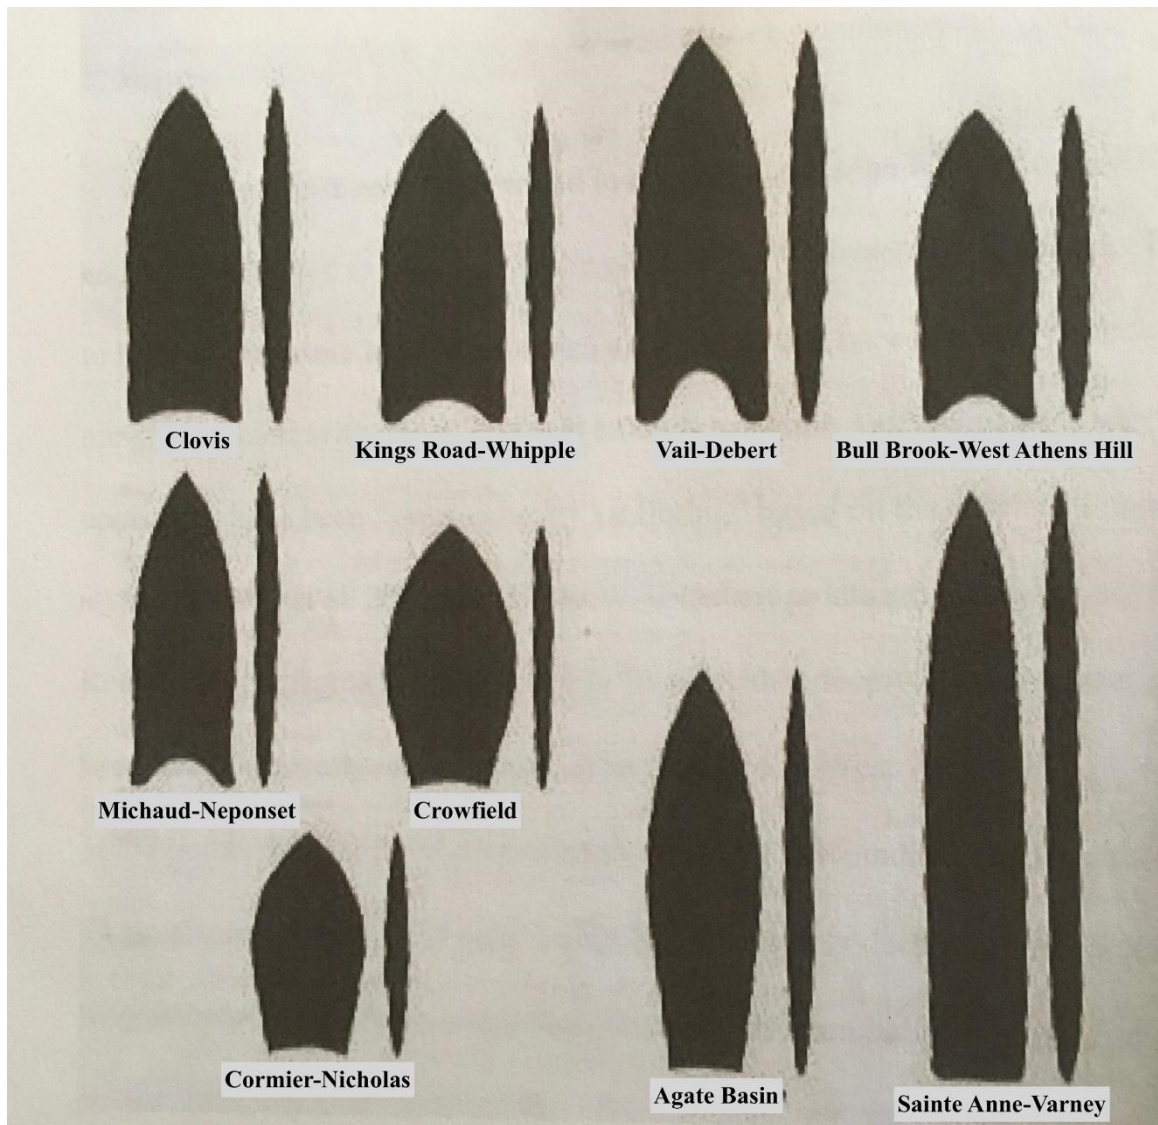 Clovis
Kings Road-Whipple
Vail-Debert
Bull Brook-West Athens Hill
Michaud-Neponset
Crowfield
Cormier-Nicholas
Agate Basin
Sainte Anne-Varney